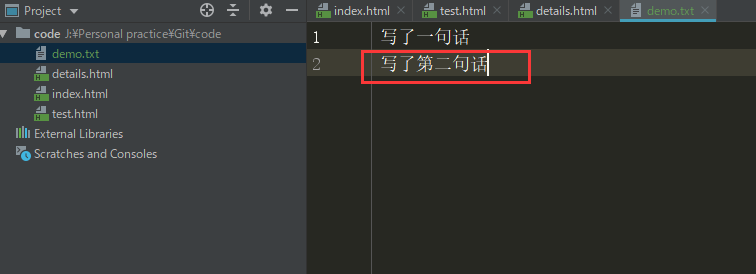 Project
index.html
test.html
details.html
demo.txt
code J:¥Personal practice¥Git¥code
demo.txt
details.html
index.html
test.html
External Libraries
Scratches and Consoles
1 写了一句话
2 写了第二句话